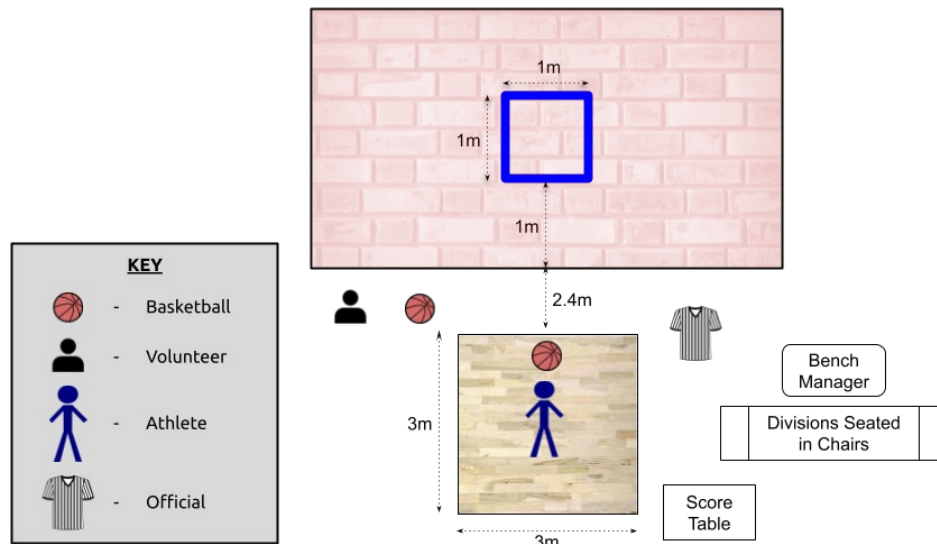 1m
1m
1m
2.4m
KEY
- Basketball
- Volunteer
- Athlete
- Official
3m
3m
Bench
Manager
Divisions Seated
in Chairs
Score
Table